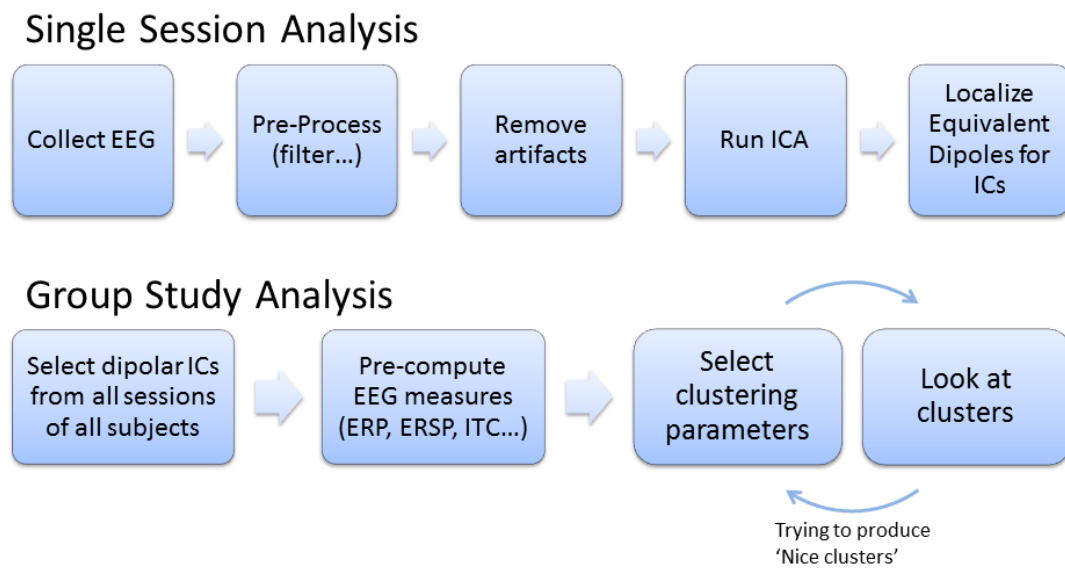 Single Session Analysis
Collect EEG
Pre-Process
(filter...)
Remove
artifacts
Run ICA
Localize
Equivalent
Dipoles for
ICs
Group Study Analysis
Select dipolar ICs
from all sessions
of all subjects
Pre-compute
EEG measures
(ERP, ERSP, ITC...)
Select
clustering
parameters
Look at
clusters
Trying to produce
‘Nice clusters’